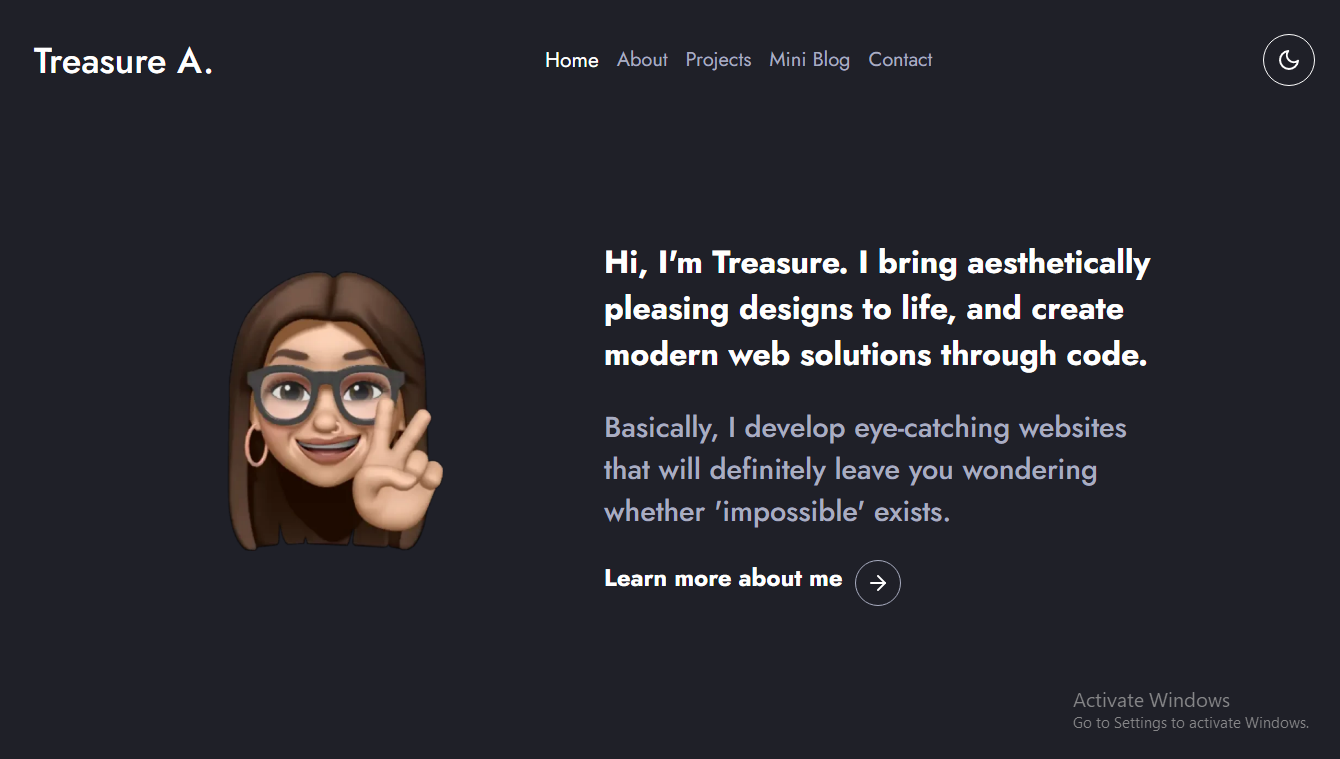 Treasure A.
Home About Projects Mini Blog Contact
Hi, I'm Treasure. I bring aesthetically
pleasing designs to life, and create
modern web solutions through code.
Basically, I develop eye-catching websites
that will definitely leave you wondering
whether 'impossible' exists.
Learn more about me
Activate Windows
Go to Settings to activate Windows.